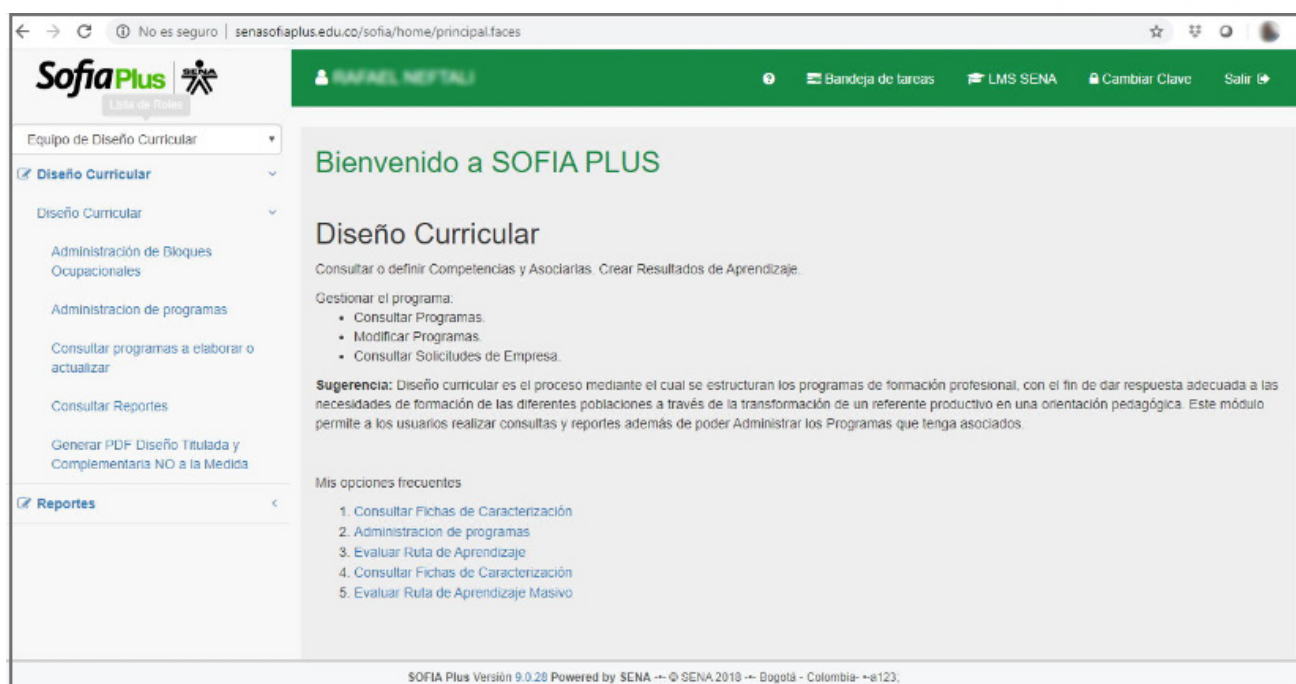 No es seguro | senasofiaplus.edu.co/sofia/home/principal.faces
Sofia Plus SENA
Lista de Roles
RAFAEL NEFTALI
Bandeja de tareas
LMS SENA
Cambiar Clave
Salir
Equipo de Diseño Curricular
Diseño Curricular
Diseño Curricular
Administración de Bloques
Ocupacionales
Administracion de programas
Consultar programas a elaborar o
actualizar
Consultar Reportes
Generar PDF Diseño Titulada y
Complementaria NO a la Medida
Reportes
Bienvenido a SOFIA PLUS
Diseño Curricular
Consultar o definir Competencias y Asociarlas. Crear Resultados de Aprendizaje.
Gestionar el programa:
• Consultar Programas.
• Modificar Programas.
• Consultar Solicitudes de Empresa.
Sugerencia: Diseño curricular es el proceso mediante el cual se estructuran los programas de formación profesional, con el fin de dar respuesta adecuada a las
necesidades de formación de las diferentes poblaciones a través de la transformación de un referente productivo en una orientación pedagógica. Este módulo
permite a los usuarios realizar consultas y reportes además de poder Administrar los Programas que tenga asociados.
Mis opciones frecuentes
1. Consultar Fichas de Caracterización
2. Administracion de programas
3. Evaluar Ruta de Aprendizaje
4. Consultar Fichas de Caracterización
5. Evaluar Ruta de Aprendizaje Masivo
SOFIA Plus Versión 9.0.28 Powered by SENA -- © SENA 2018 -- Bogotá - Colombia- --a123;